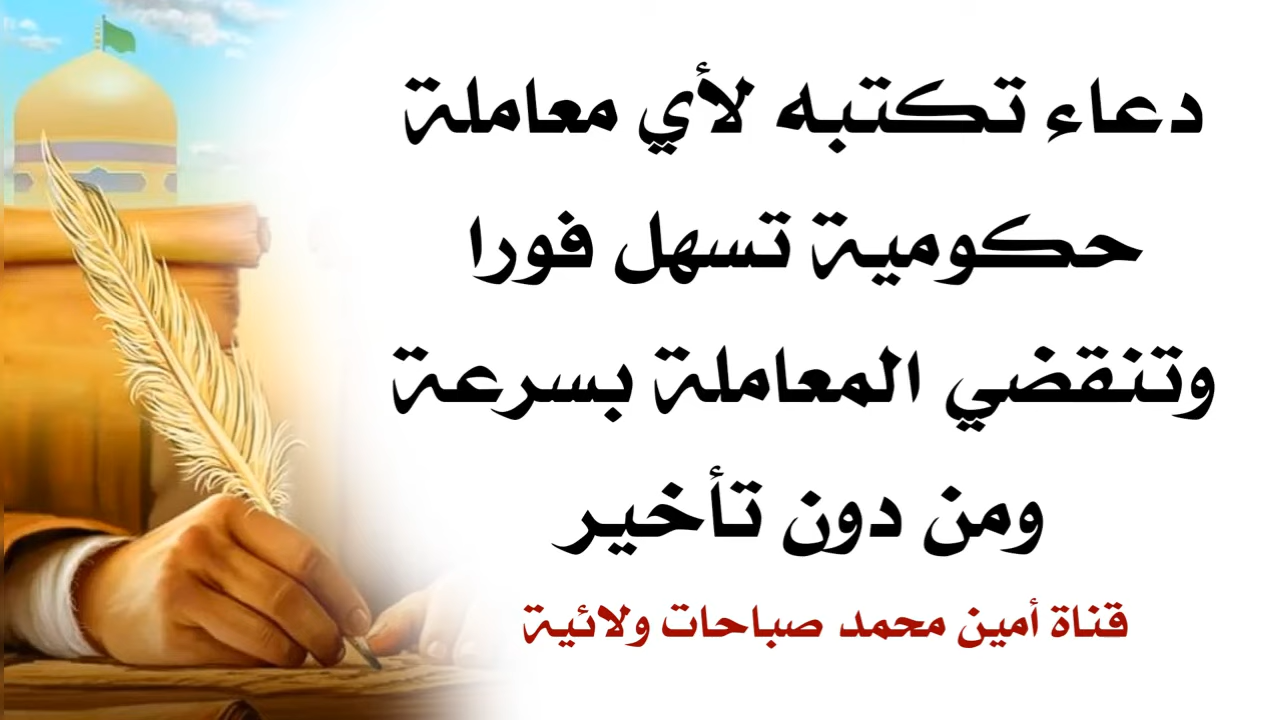 دعاء تكتبه لأي معاملة
حكومية تسهل فورا
وتنقضي المعاملة بسرعة
ومن دون تأخير
قناة أمين محمد صباحات ولائية